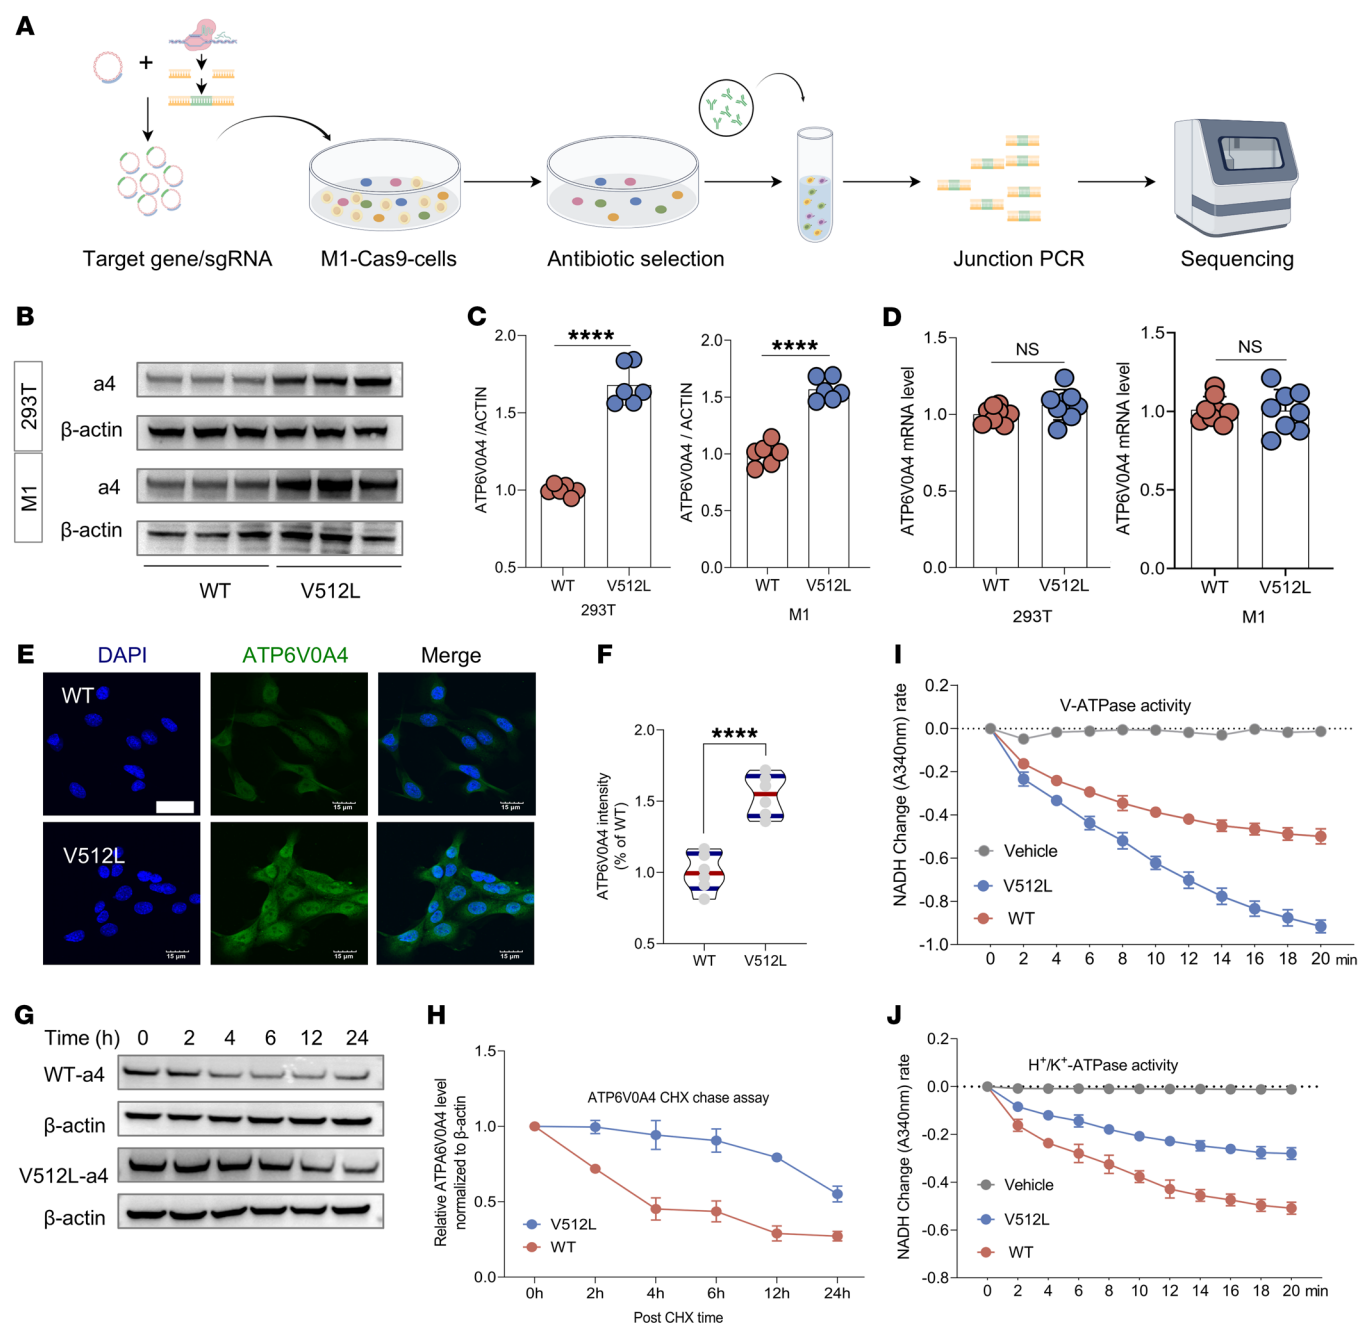 A
+
Target gene/sgRNA
M1-Cas9-cells
Antibiotic selection
Junction PCR
Sequencing
B
293T
M1
a4
β-actin
a4
β-actin
WT
V512L
C
ATP6V0A4 /ACTIN
2.0
1.5
1.0
0.5
****
WT
V512L
293T
ATP6V0A4 / ACTIN
2.0
1.5
1.0
0.5
0.0
****
WT
V512L
M1
D
ATP6V0A4 mRNA level
1.5
1.0
0.5
0.0
NS
WT
V512L
293T
ATP6V0A4 mRNA level
1.5
1.0
0.5
0.0
NS
WT
V512L
M1
E
DAPI
ATP6V0A4
Merge
WT
15 μm
15 μm
V512L
15 μm
15 μm
15 μm
F
ATP6V0A4 intensity
(% of WT)
2.0
1.5
1.0
0.5
****
WT
V512L
I
NADH Change (A340nm) rate
0.2
0.0
-0.2
-0.4
-0.6
-0.8
-1.0
V-ATPase activity
Vehicle
V512L
WT
0 2 4 6 8 10 12 14 16 18 20 min
G
Time (h) 0 2 4 6 12 24
WT-a4
β-actin
V512L-a4
β-actin
H
Relative ATPA6V0A4 level
normalized to β-actin
1.5
1.0
0.5
0.0
ATP6V0A4 CHX chase assay
V512L
WT
0h 2h 4h 6h 12h 24h
Post CHX time
J
NADH Change (A340nm) rate
0.2
0.0
-0.2
-0.4
-0.6
-0.8
H+/K+-ATPase activity
Vehicle
V512L
WT
0 2 4 6 8 10 12 14 16 18 20 min